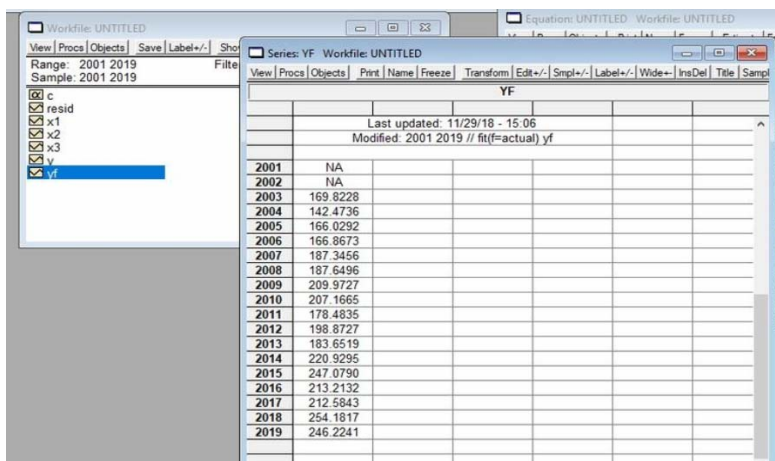 Workfile: UNTITLED
View Procs Objects Save Label+/- Sho
Range: 2001 2019 Filte
Sample: 2001 2019
c
resid
x1
x2
x3
y
yf
Equation: UNTITLED Workfile: UNTITLED
Series: YF Workfile: UNTITLED
View Procs Objects Print Name Freeze Transform Edit+/- Smpl+/- Label+/- Wide+- InsDel Title Sampl
YF
Last updated: 11/29/18 - 15:06
Modified: 2001 2019 // fit(f=actual) yf
2001 NA
2002 NA
2003 169.8228
2004 142.4736
2005 166.0292
2006 166.8673
2007 187.3456
2008 187.6496
2009 209.9727
2010 207.1665
2011 178.4835
2012 198.8727
2013 183.6519
2014 220.9295
2015 247.0790
2016 213.2132
2017 212.5843
2018 254.1817
2019 246.2241